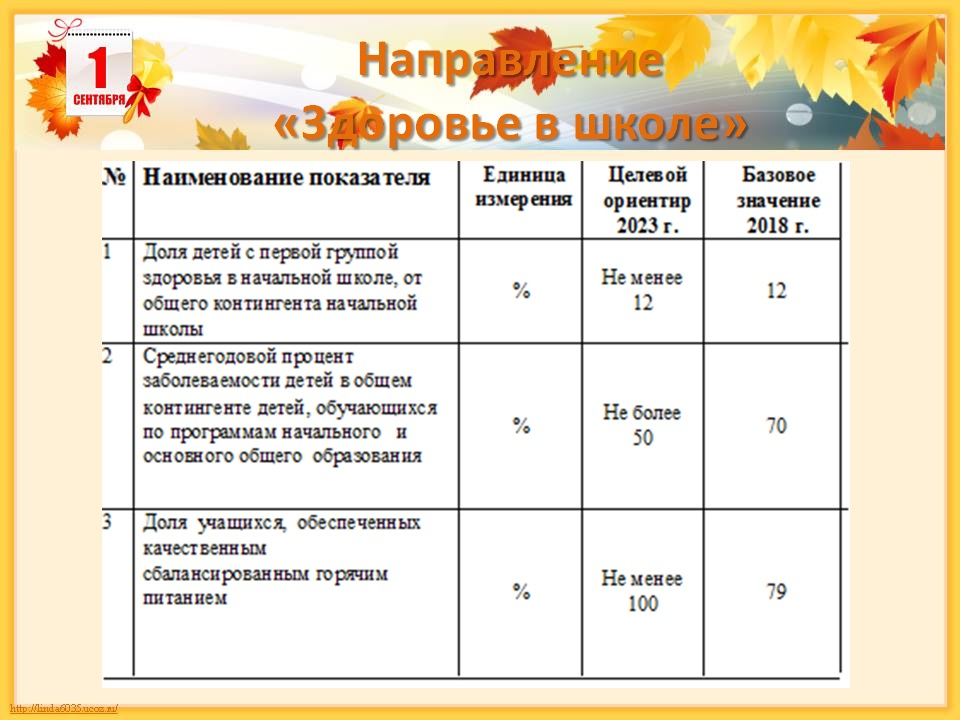 1
СЕНТЯБРЯ
Направление
«Здоровье в школе»
№ Наименование показателя Единица измерения Целевой ориентир 2023 г. Базовое значение 2018 г.
1 Доля детей с первой группой
здоровья в начальной школе, от
общего контингента начальной
школы
%
Не менее
12
12
2 Среднегодовой процент
заболеваемости детей в общем
контингенте детей, обучающихся
по программам начального и
основного общего образования
%
Не более
50
70
3 Доля учащихся, обеспеченных
качественным
сбалансированным горячим
питанием
%
Не менее
100
79
http://linda6035.ucoz.ru/